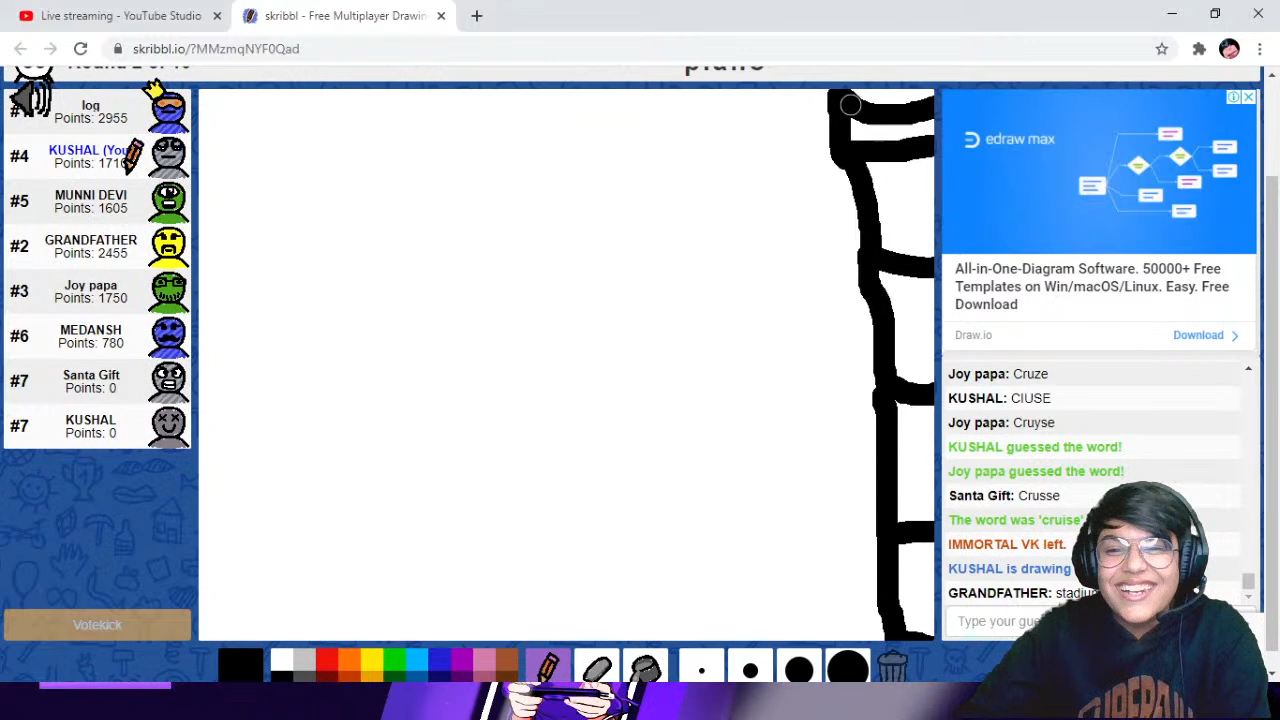 Live streaming - YouTube Studio
skribbl - Free Multiplayer Drawin
skribbl.io/?MMzmqNYF0Qad
piano
log
Points: 2955
#4
KUSHAL (You
Points: 1710
#5
MUNNI DEVI
Points: 1605
#2
GRANDFATHER
Points: 2455
#3
Joy papa
Points: 1750
#6
MEDANSH
Points: 780
#7
Santa Gift
Points: 0
#7
KUSHAL
Points: 0
Votekick
edraw max
All-in-One-Diagram Software. 50000+ Free
Templates on Win/macOS/Linux. Easy. Free
Download
Draw.io
Download
Joy papa: Cruze
KUSHAL: CIUSE
Joy papa: Cruyse
KUSHAL guessed the word!
Joy papa guessed the word!
Santa Gift: Crusse
The word was 'cruise'
IMMORTAL VK left.
KUSHAL is drawing
GRANDFATHER:
Type your